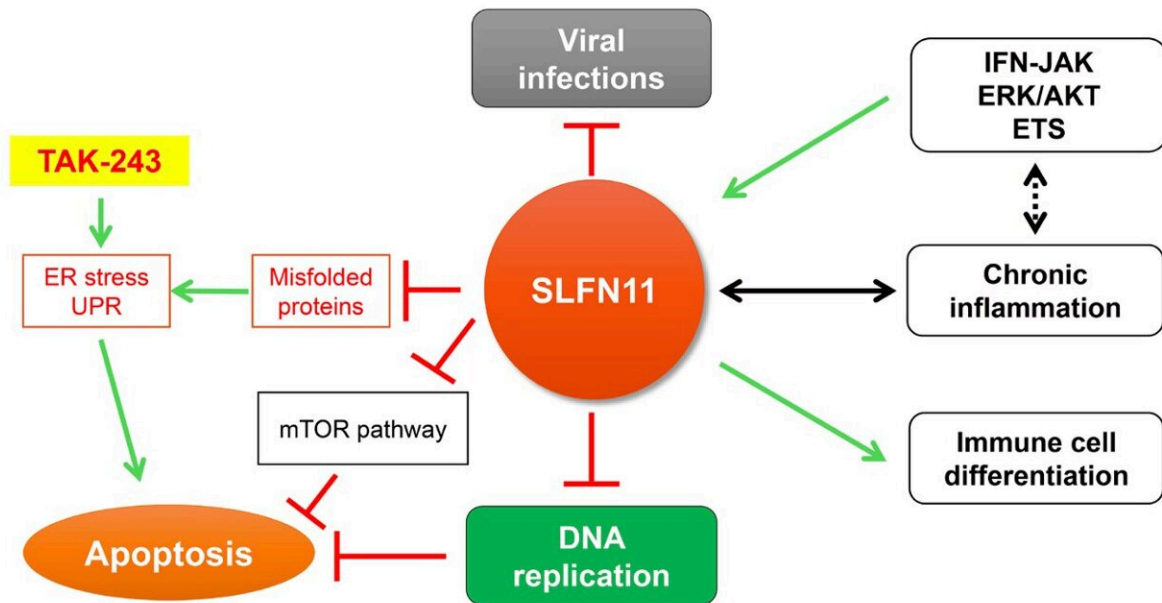 Viral
infections
IFN-JAK
ERK/AKT
ETS
TAK-243
ER stress
UPR
Misfolded
proteins
SLFN11
Chronic
inflammation
mTOR pathway
Immune cell
differentiation
Apoptosis
DNA
replication